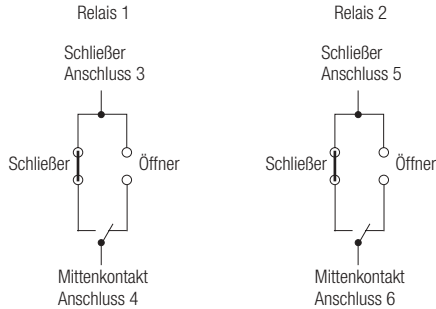 Relais 1
Schließer
Anschluss 3
Schließer
Öffner
Mittenkontakt
Anschluss 4
Relais 2
Schließer
Anschluss 5
Schließer
Öffner
Mittenkontakt
Anschluss 6